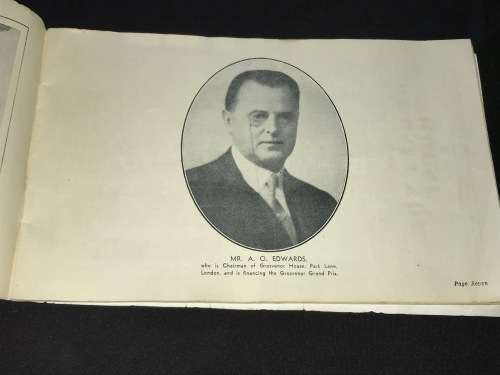 MR. A. O. EDWARDS,
who is Chairman of Grosvenor House, Park Lane,
London, and is financing the Grosvenor Grand Prix.
Page Seven